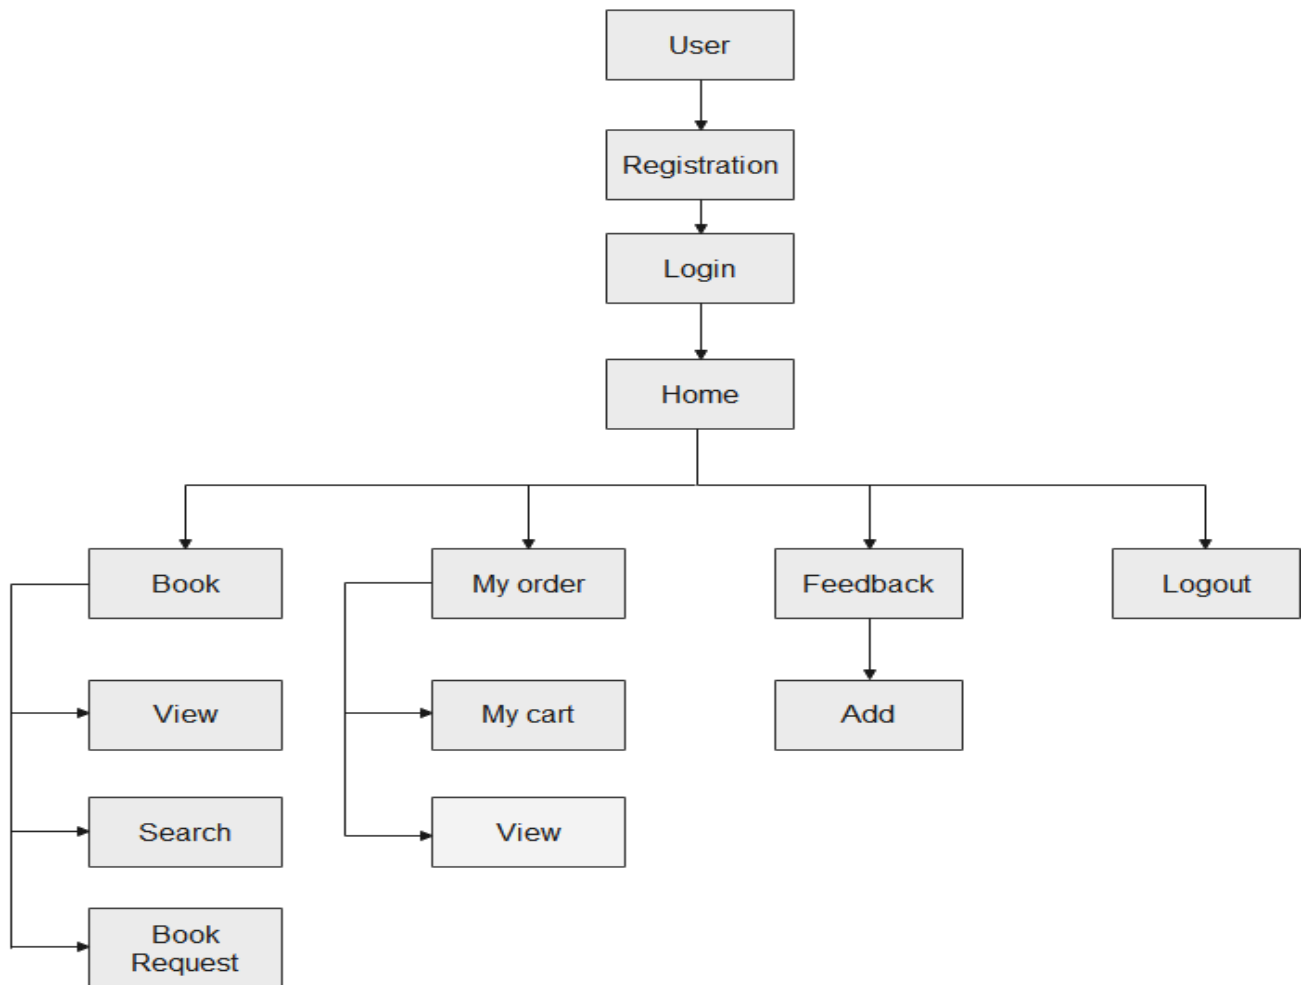 User
Registration
Login
Home
Book
My order
Feedback
Logout
View
My cart
Add
Search
View
Book
Request